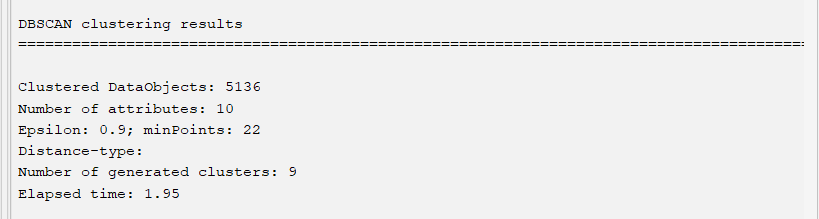 DBSCAN clustering results
========================================================================================
Clustered DataObjects: 5136
Number of attributes: 10
Epsilon: 0.9; minPoints: 22
Distance-type:
Number of generated clusters: 9
Elapsed time: 1.95